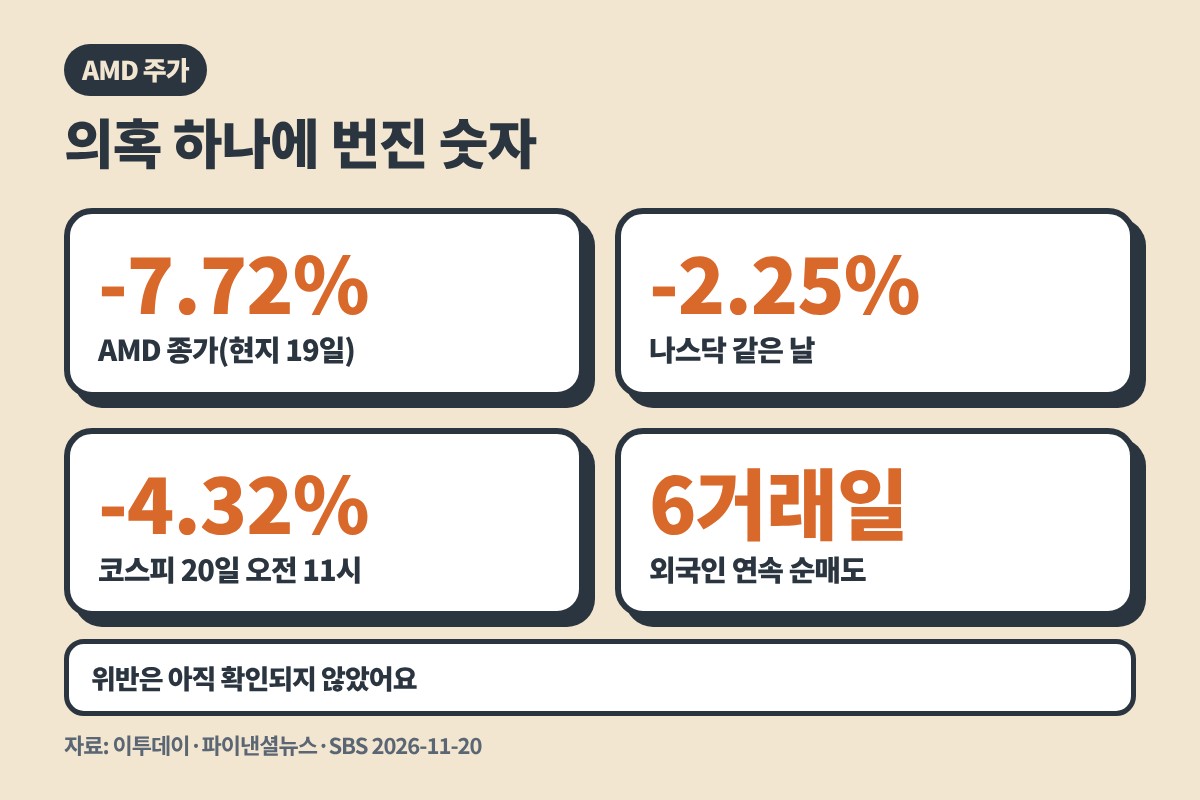 AMD 주가
의혹 하나에 번진 숫자
-7.72%
AMD 종가(현지 19일)
-2.25%
나스닥 같은 날
-4.32%
코스피 20일 오전 11시
6거래일
외국인 연속 순매도
위반은 아직 확인되지 않았어요
자료: 이투데이·파이낸셜뉴스·SBS 2026-11-20